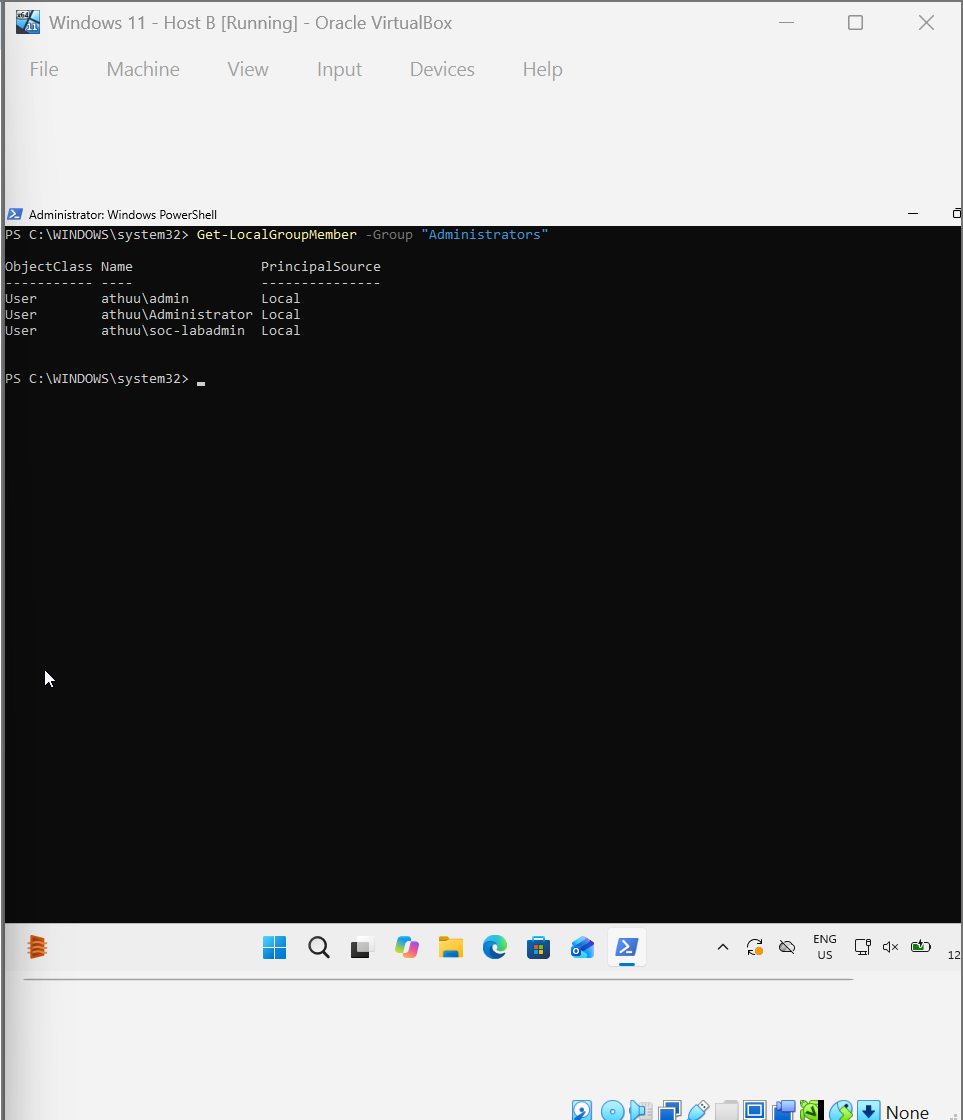 Windows 11 - Host B [Running] - Oracle VirtualBox
File Machine View Input Devices Help
Administrator: Windows PowerShell
PS C:\WINDOWS\system32> Get-LocalGroupMember -Group "Administrators"
ObjectClass Name PrincipalSource
----------- ---- ---------------
User athuu\admin Local
User athuu\Administrator Local
User athuu\soc-labadmin Local
PS C:\WINDOWS\system32>
ENG
US
12
None